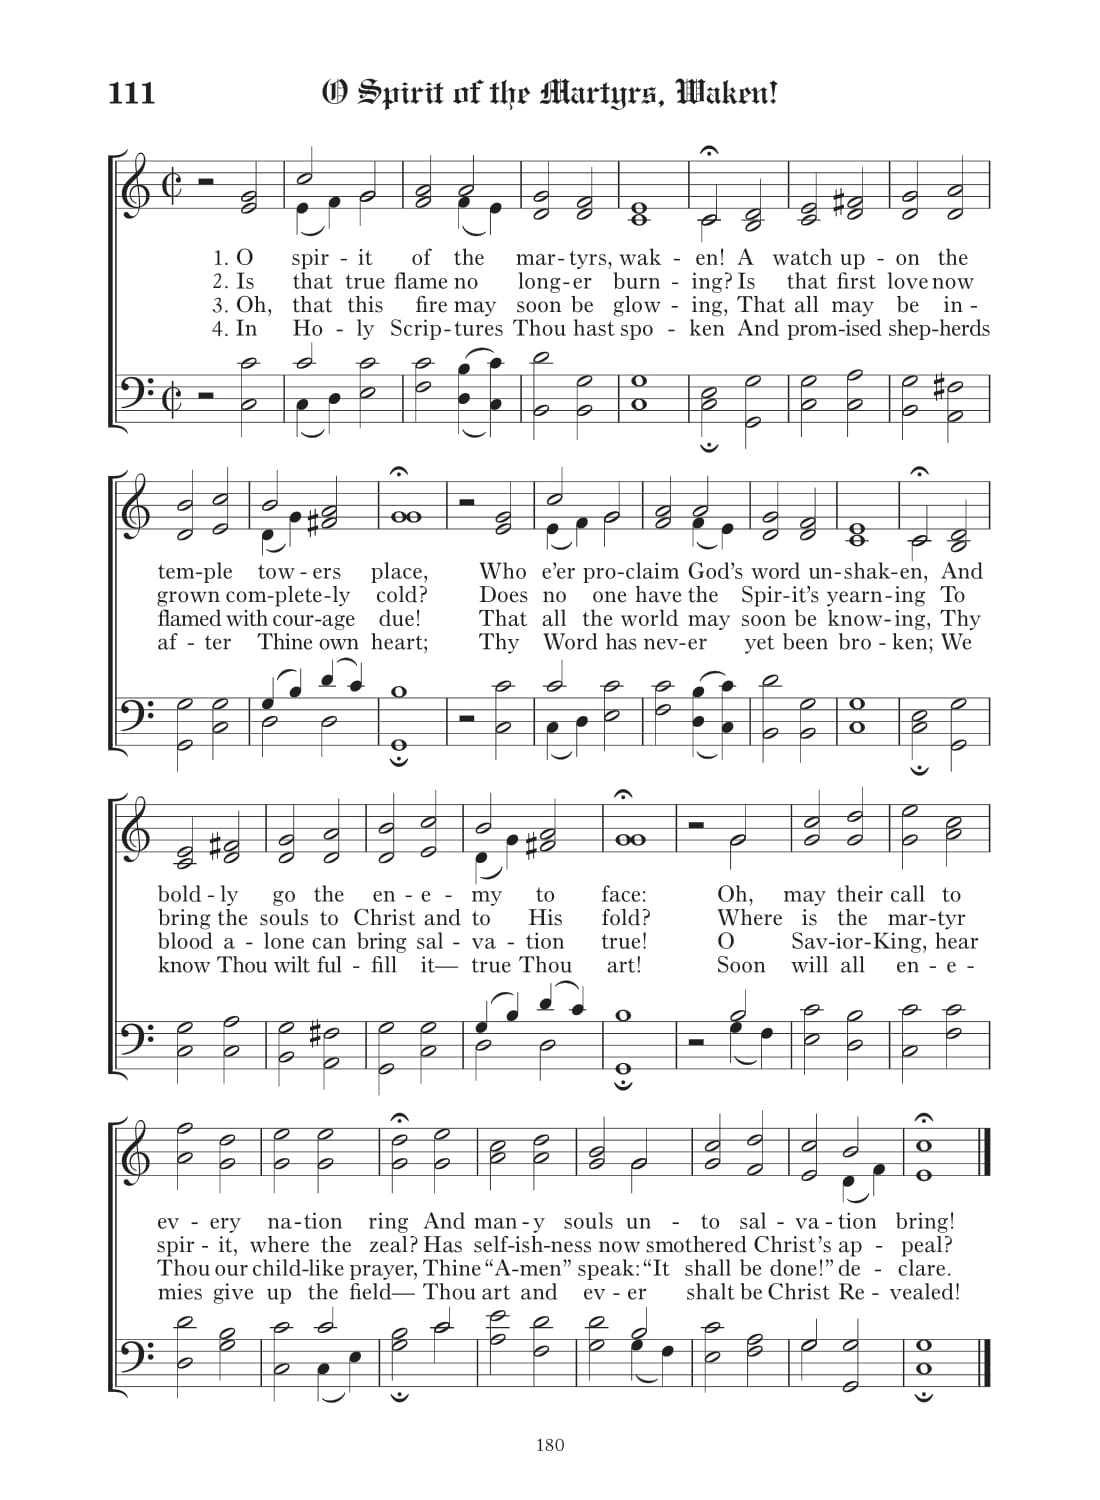 111
O Spirit of the Martyrs, Waken!
1. O spir - it of the mar - tyrs, wak - en! A watch up - on the
2. Is that true flame no long - er burn - ing? Is that first love now
3. Oh, that this fire may soon be glow - ing, That all may be in -
4. In Ho - ly Scrip - tures Thou hast spo - ken And prom - ised shep - herds
tem - ple tow - ers place, Who e'er pro - claim God's word un - shak - en, And
grown com - plete - ly cold? Does no one have the Spir - it's yearn - ing To
flamed with cour - age due! That all the world may soon be know - ing, Thy
af - ter Thine own heart; Thy Word has nev - er yet been bro - ken; We
bold - ly go the en - e - my to face: Oh, may their call to
bring the souls to Christ and to His fold? Where is the mar - tyr
blood a - lone can bring sal - va - tion true! O Sav - ior - King, hear
know Thou wilt ful - fill it— true Thou art! Soon will all en - e -
ev - ery na - tion ring And man - y souls un - to sal - va - tion bring!
spir - it, where the zeal? Has self - ish - ness now smothered Christ's ap - peal?
Thou our child - like prayer, Thine “A - men” speak: “It shall be done!” de - clare.
mies give up the field— Thou art and ev - er shalt be Christ Re - vealed!
180